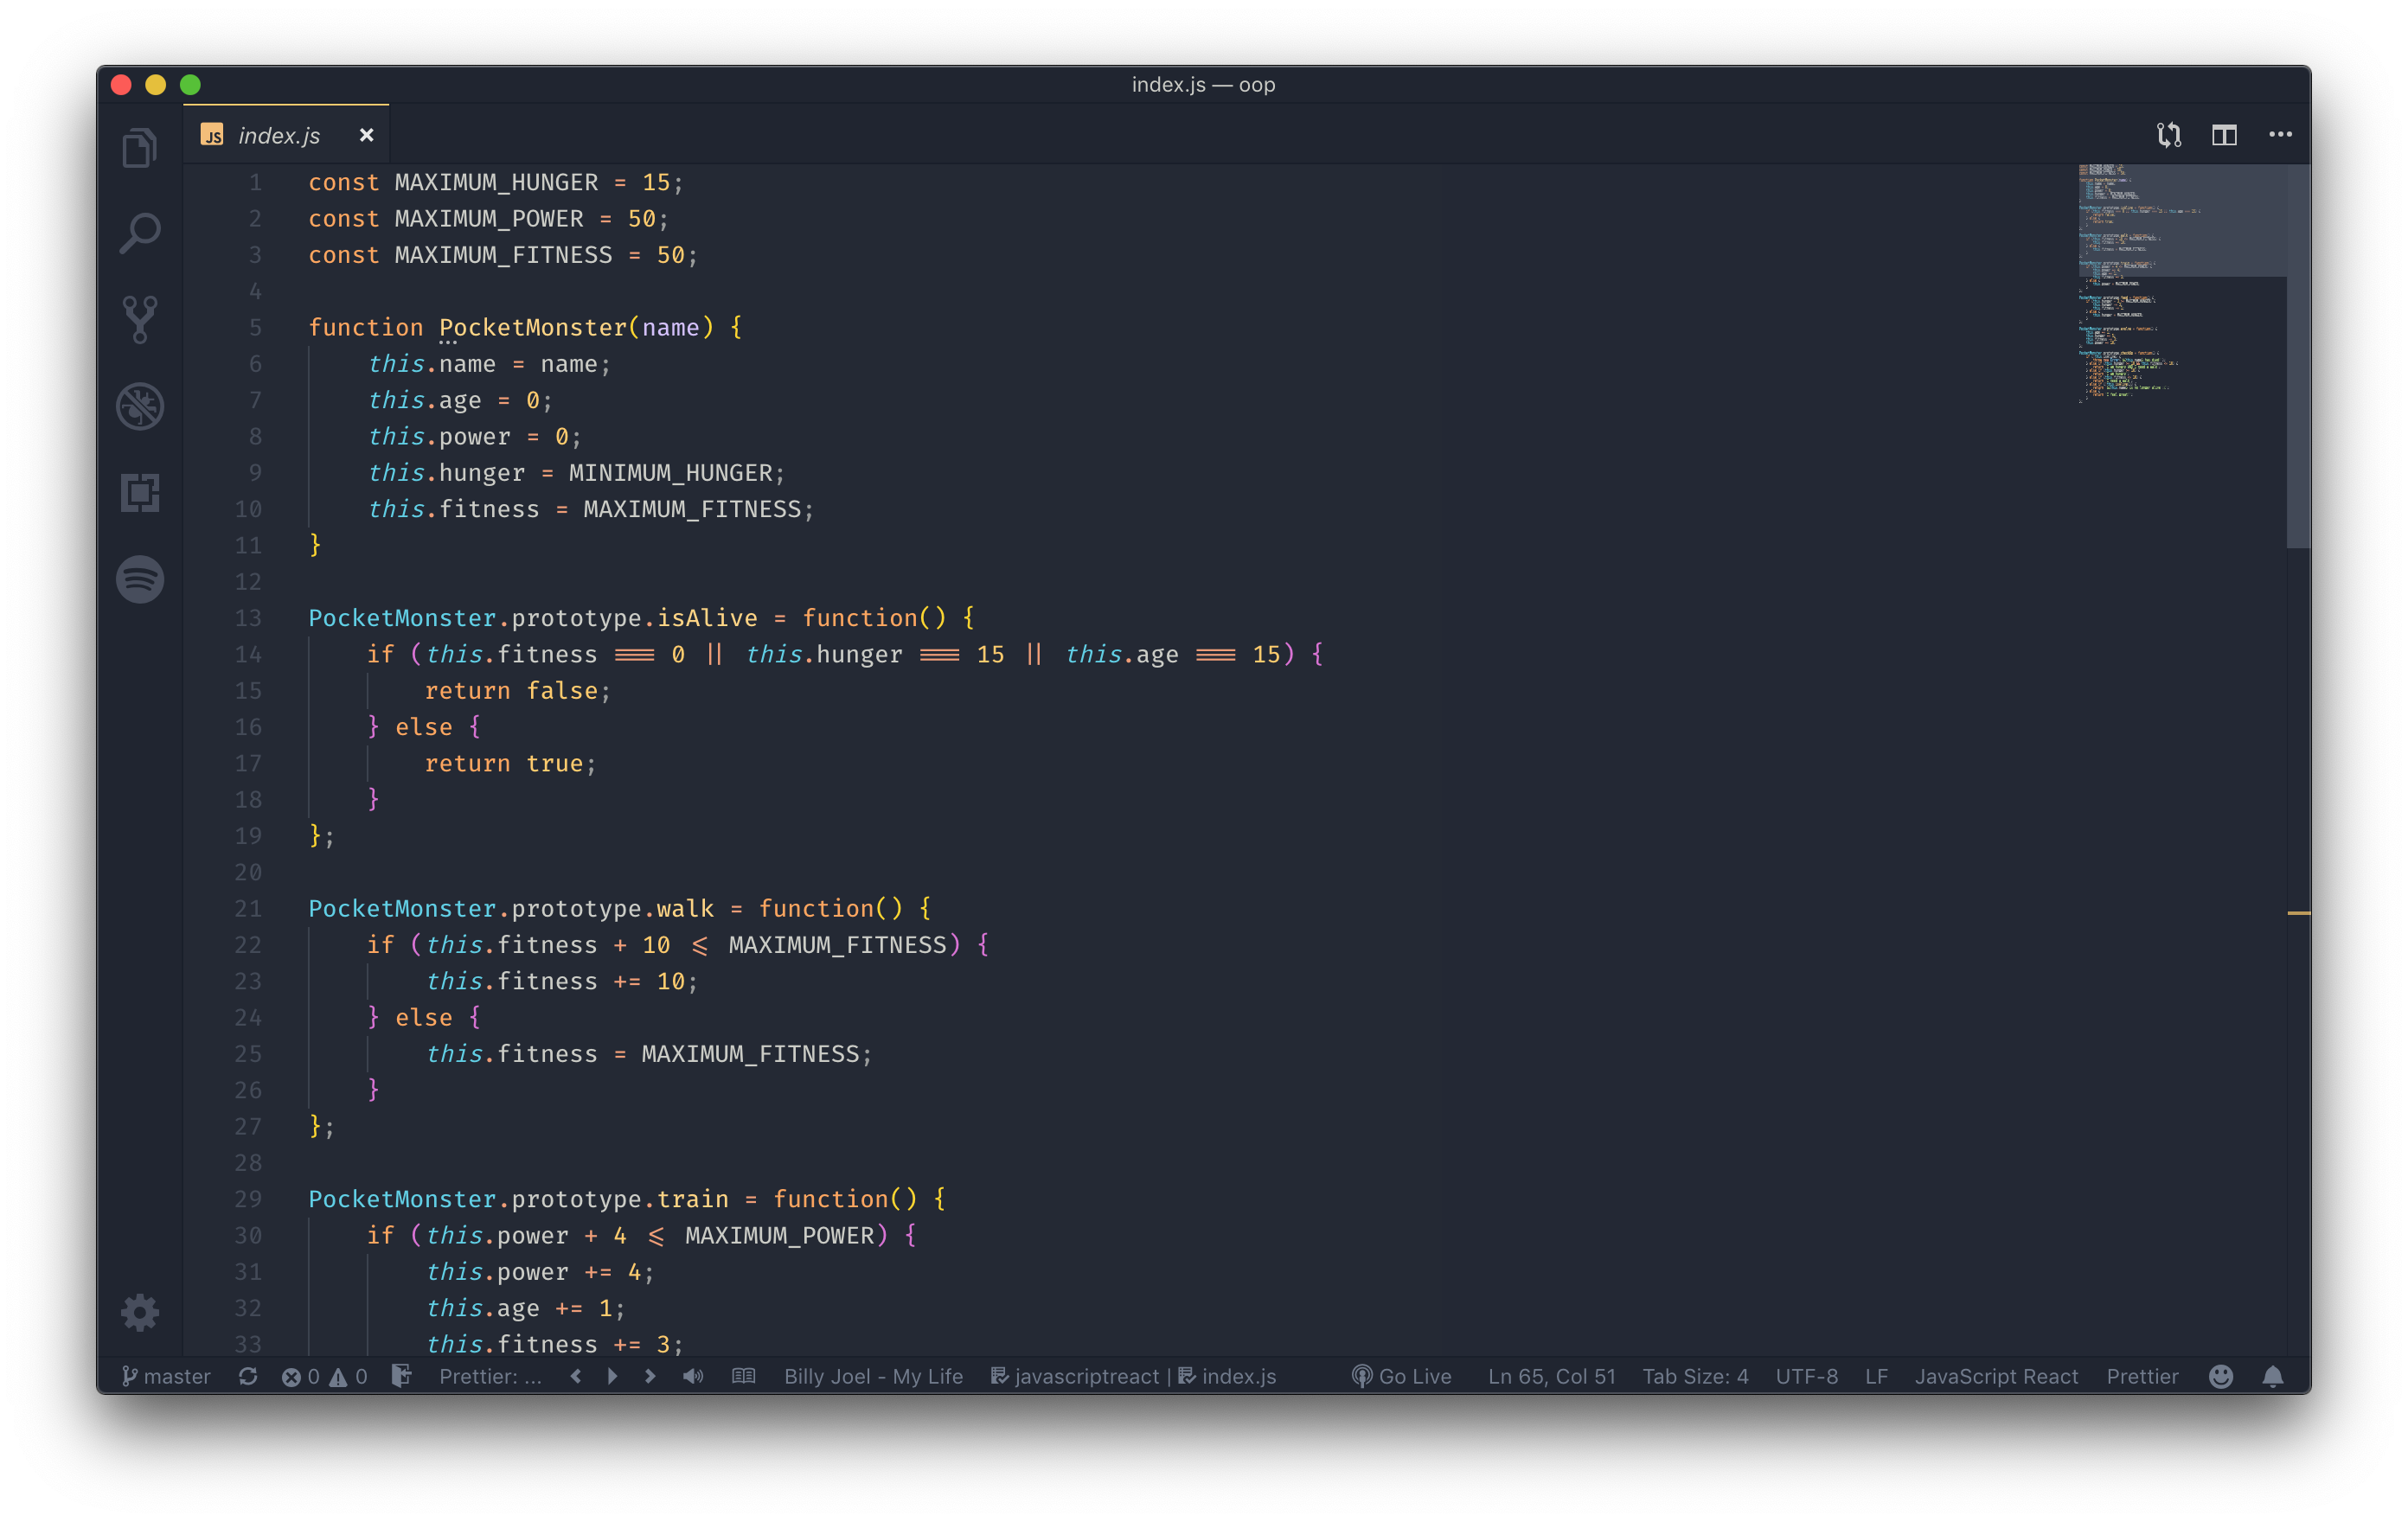 index.js — oop
JS index.js
1 const MAXIMUM_HUNGER = 15;
2 const MAXIMUM_POWER = 50;
3 const MAXIMUM_FITNESS = 50;
4
5 function PocketMonster(name) {
6 this.name = name;
7 this.age = 0;
8 this.power = 0;
9 this.hunger = MINIMUM_HUNGER;
10 this.fitness = MAXIMUM_FITNESS;
11 }
12
13 PocketMonster.prototype.isAlive = function() {
14 if (this.fitness === 0 || this.hunger === 15 || this.age === 15) {
15 return false;
16 } else {
17 return true;
18 }
19 };
20
21 PocketMonster.prototype.walk = function() {
22 if (this.fitness + 10 <= MAXIMUM_FITNESS) {
23 this.fitness += 10;
24 } else {
25 this.fitness = MAXIMUM_FITNESS;
26 }
27 };
28
29 PocketMonster.prototype.train = function() {
30 if (this.power + 4 <= MAXIMUM_POWER) {
31 this.power += 4;
32 this.age += 1;
33 this.fitness += 3;
master 0 0 Prettier: ... Billy Joel - My Life javascriptreact | index.js Go Live Ln 65, Col 51 Tab Size: 4 UTF-8 LF JavaScript React Prettier